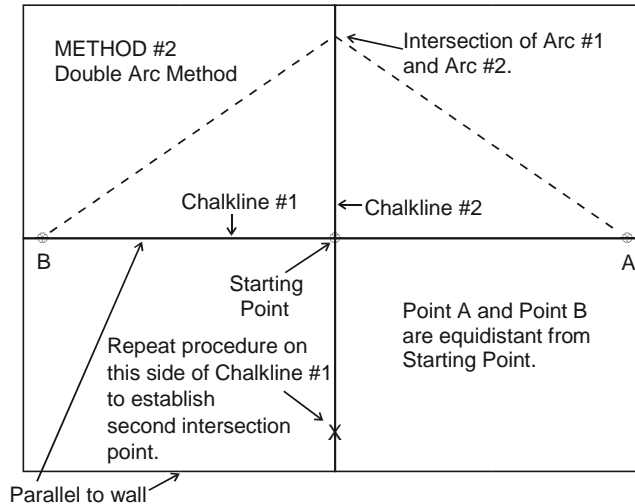 METHOD #2
Double Arc Method
Intersection of Arc #1
and Arc #2.
Chalkline #1
Chalkline #2
B
A
Starting
Point
Point A and Point B
are equidistant from
Starting Point.
Repeat procedure on
this side of Chalkline #1
to establish
second intersection
point.
X
Parallel to wall